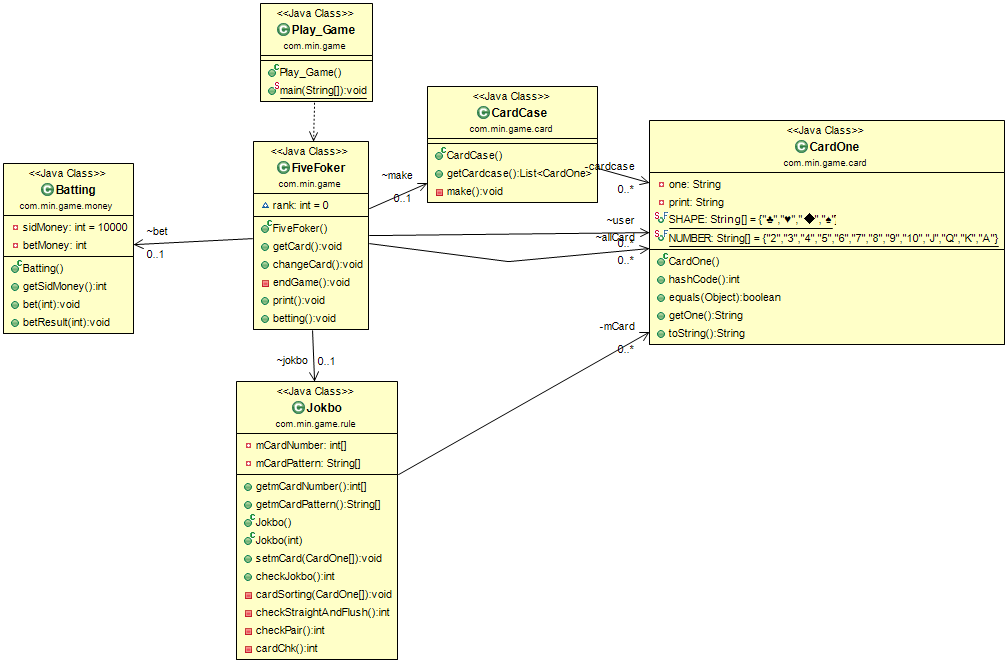 <<Java Class>>
Play_Game
com.min.game
Play_Game()
main(String[]):void
<<Java Class>>
CardCase
com.min.game.card
CardCase()
getCardcase():List<CardOne>
make():void
<<Java Class>>
CardOne
com.min.game.card
one: String
print: String
SHAPE: String[] = {"♣","♥","◆","♠"}
NUMBER: String[] = {"2","3","4","5","6","7","8","9","10","J","Q","K","A"}
CardOne()
hashCode():int
equals(Object):boolean
getOne():String
toString():String
<<Java Class>>
FiveFoker
com.min.game
rank: int = 0
FiveFoker()
getCard():void
changeCard():void
endGame():void
print():void
betting():void
<<Java Class>>
Batting
com.min.game.money
sidMoney: int = 10000
betMoney: int
Batting()
getSidMoney():int
bet(int):void
betResult(int):void
~bet
0..1
~make
0..1
-cardcase
0..*
~user
0..*
~allCard
0..*
-mCard
0..*
~jokbo
0..1
<<Java Class>>
Jokbo
com.min.game.rule
mCardNumber: int[]
mCardPattern: String[]
getmCardNumber():int[]
getmCardPattern():String[]
Jokbo()
Jokbo(int)
setmCard(CardOne[]):void
checkJokbo():int
cardSorting(CardOne[]):void
checkStraightAndFlush():int
checkPair():int
cardChk():int